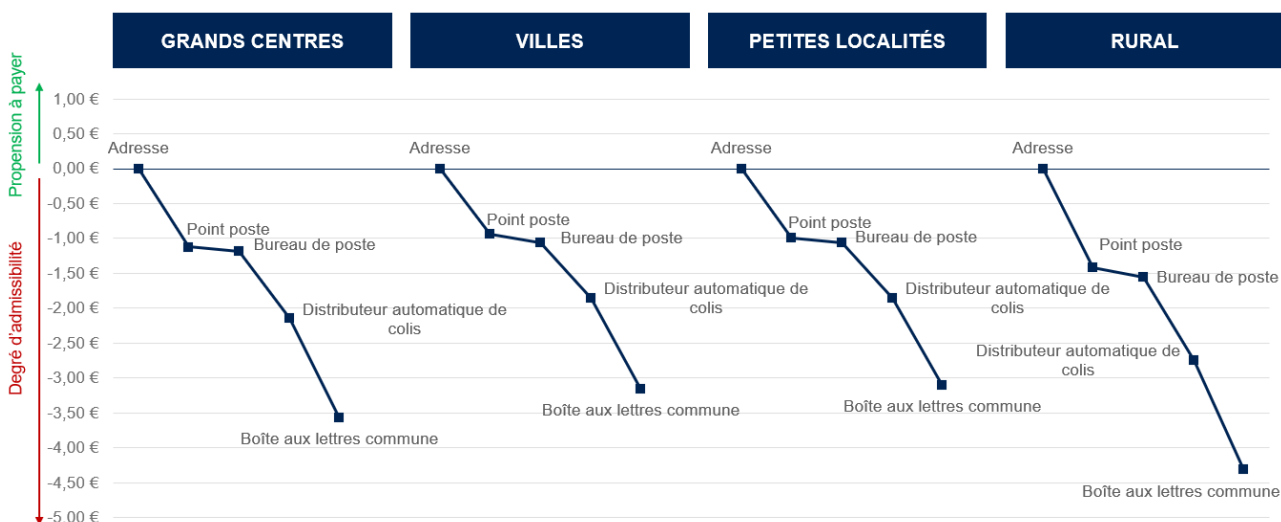 GRANDS CENTRES
VILLES
PETITES LOCALITÉS
RURAL
Propension à payer
Degré d'admissibilité
1,00 €
0,50 €
0,00 €
-0,50 €
-1,00 €
-1,50 €
-2,00 €
-2,50 €
-3,00 €
-3,50 €
-4,00 €
-4,50 €
-5,00 €
Adresse
Point poste
Bureau de poste
Distributeur automatique de
colis
Boîte aux lettres commune
Adresse
Point poste
Bureau de poste
Distributeur automatique de
colis
Boîte aux lettres commune
Adresse
Point poste
Bureau de poste
Distributeur automatique de
colis
Boîte aux lettres commune
Adresse
Point poste
Bureau de poste
Distributeur automatique de
colis
Boîte aux lettres commune